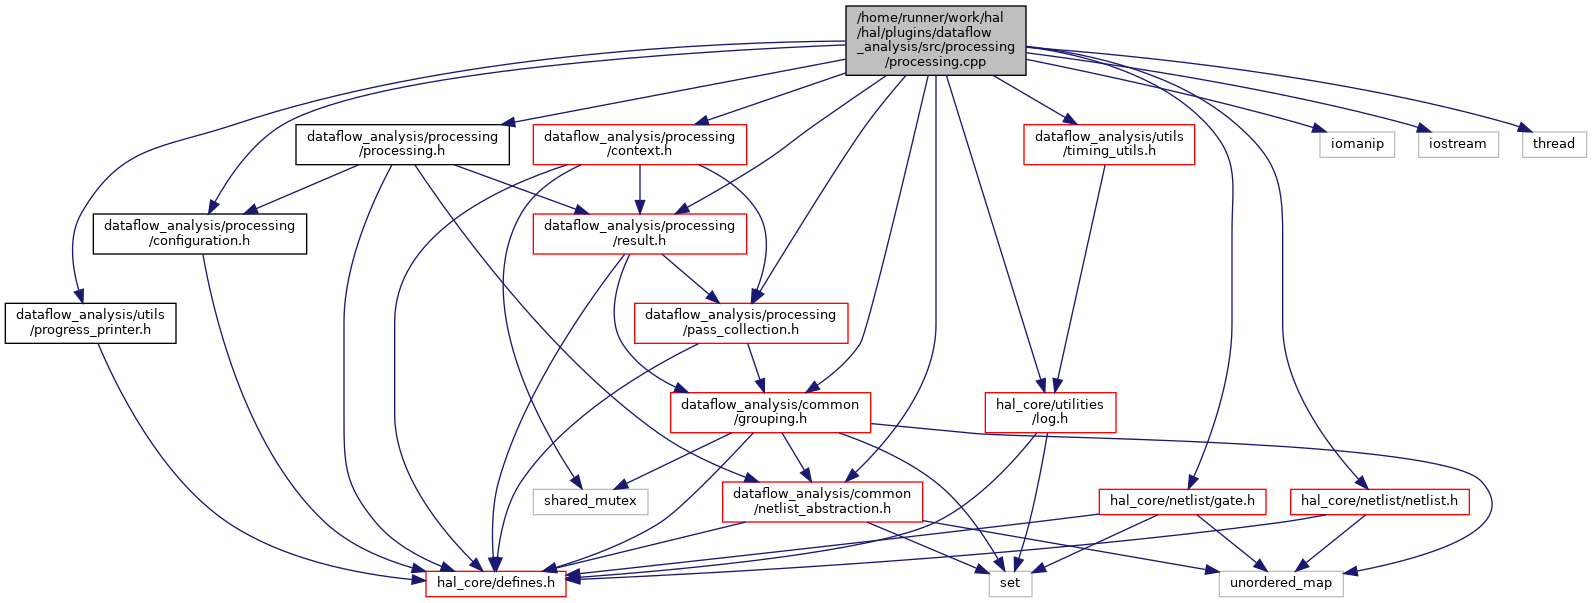 /home/runner/work/hal
/hal/plugins/dataflow
_analysis/src/processing
/processing.cpp
dataflow_analysis/processing
/processing.h
dataflow_analysis/processing
/context.h
dataflow_analysis/utils
/timing_utils.h
iomanip
iostream
thread
dataflow_analysis/processing
/configuration.h
dataflow_analysis/processing
/result.h
dataflow_analysis/utils
/progress_printer.h
dataflow_analysis/processing
/pass_collection.h
dataflow_analysis/common
/grouping.h
hal_core/utilities
/log.h
shared_mutex
dataflow_analysis/common
/netlist_abstraction.h
hal_core/netlist/gate.h
hal_core/netlist/netlist.h
hal_core/defines.h
set
unordered_map